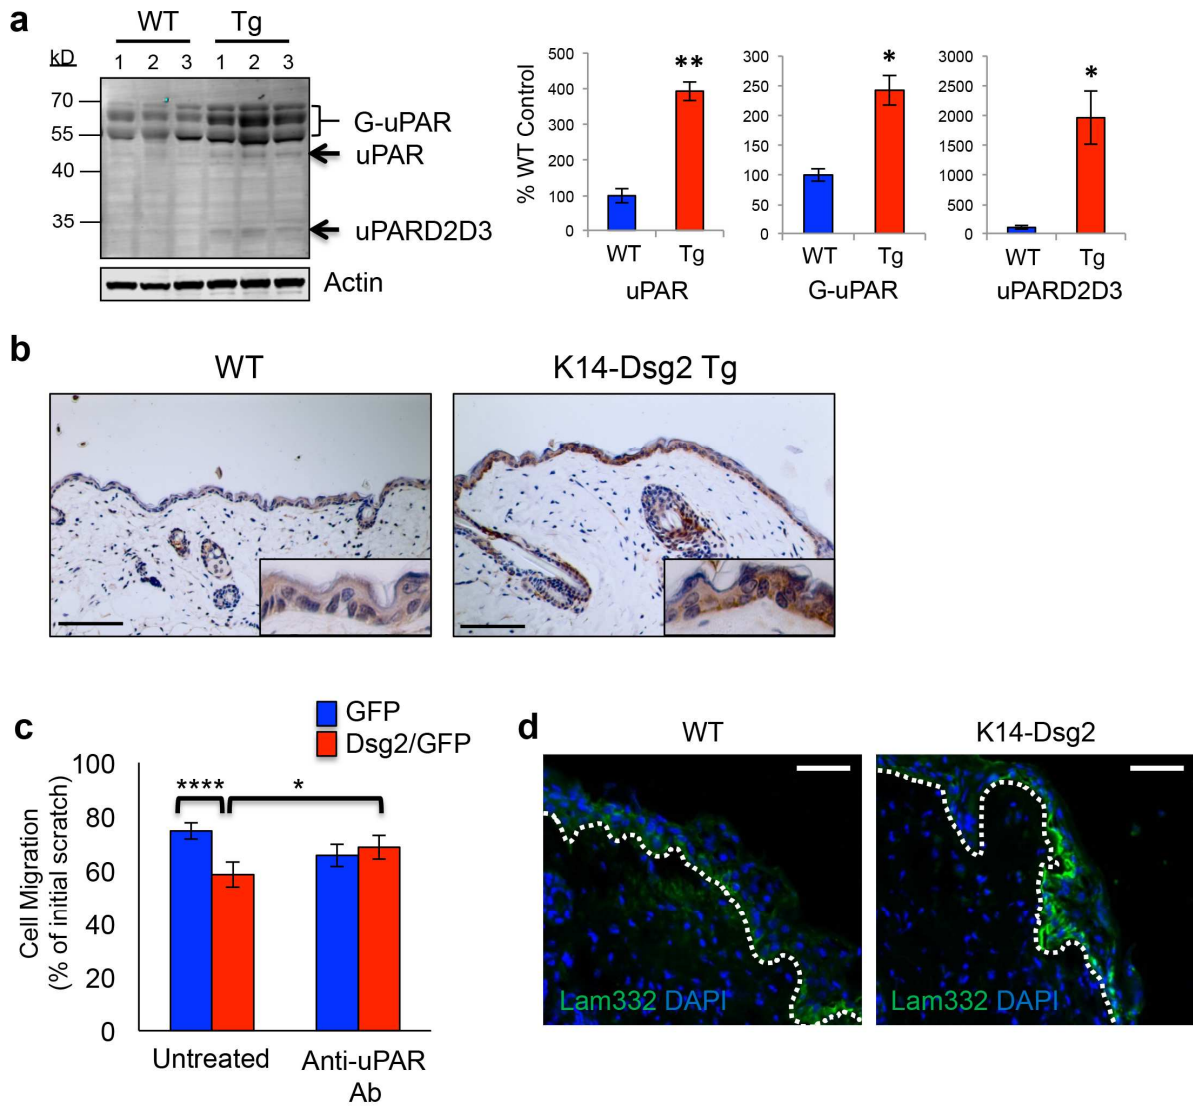 a
WT Tg
kD 1 2 3 1 2 3
70
55
40
35
G-uPAR
uPAR
uPARD2D3
Actin
% WT Control
500
400
300
200
100
0
**
WT Tg
uPAR
300
250
200
150
100
50
0
*
WT Tg
G-uPAR
3000
2500
2000
1500
1000
500
0
*
WT Tg
uPARD2D3
b
WT K14-Dsg2 Tg
c
GFP
Dsg2/GFP
Cell Migration
(% of initial scratch)
100
80
60
40
20
0
**** *
Untreated Anti-uPAR
Ab
d
WT K14-Dsg2
Lam332 DAPI Lam332 DAPI